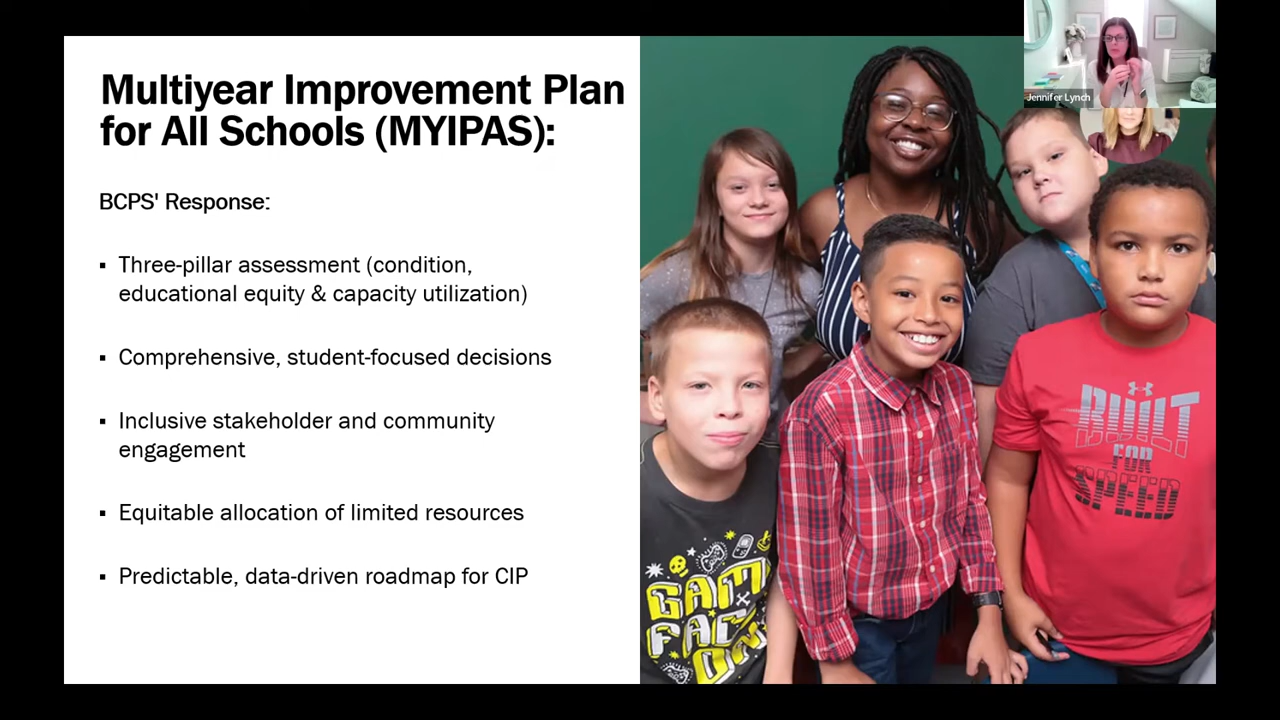 Multiyear Improvement Plan
for All Schools (MYIPAS):
BCPS' Response:
▪ Three-pillar assessment (condition,
educational equity & capacity utilization)
▪ Comprehensive, student-focused decisions
▪ Inclusive stakeholder and community
engagement
▪ Equitable allocation of limited resources
▪ Predictable, data-driven roadmap for CIP
Jennifer Lynch
BUILT
FOR
SPEED
GAME
FAC
ON